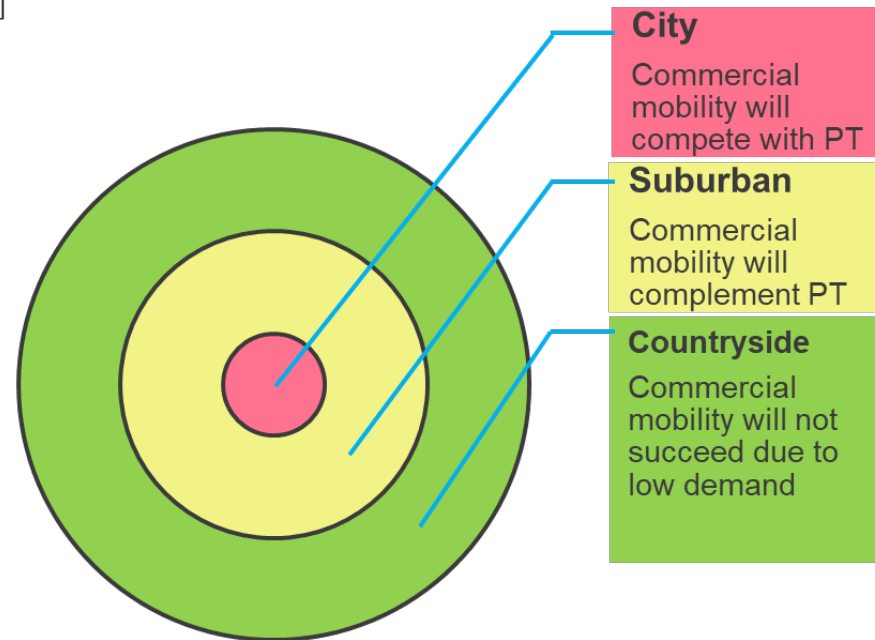 ]
City
Commercial
mobility will
compete with PT
Suburban
Commercial
mobility will
complement PT
Countryside
Commercial
mobility will not
succeed due to
low demand